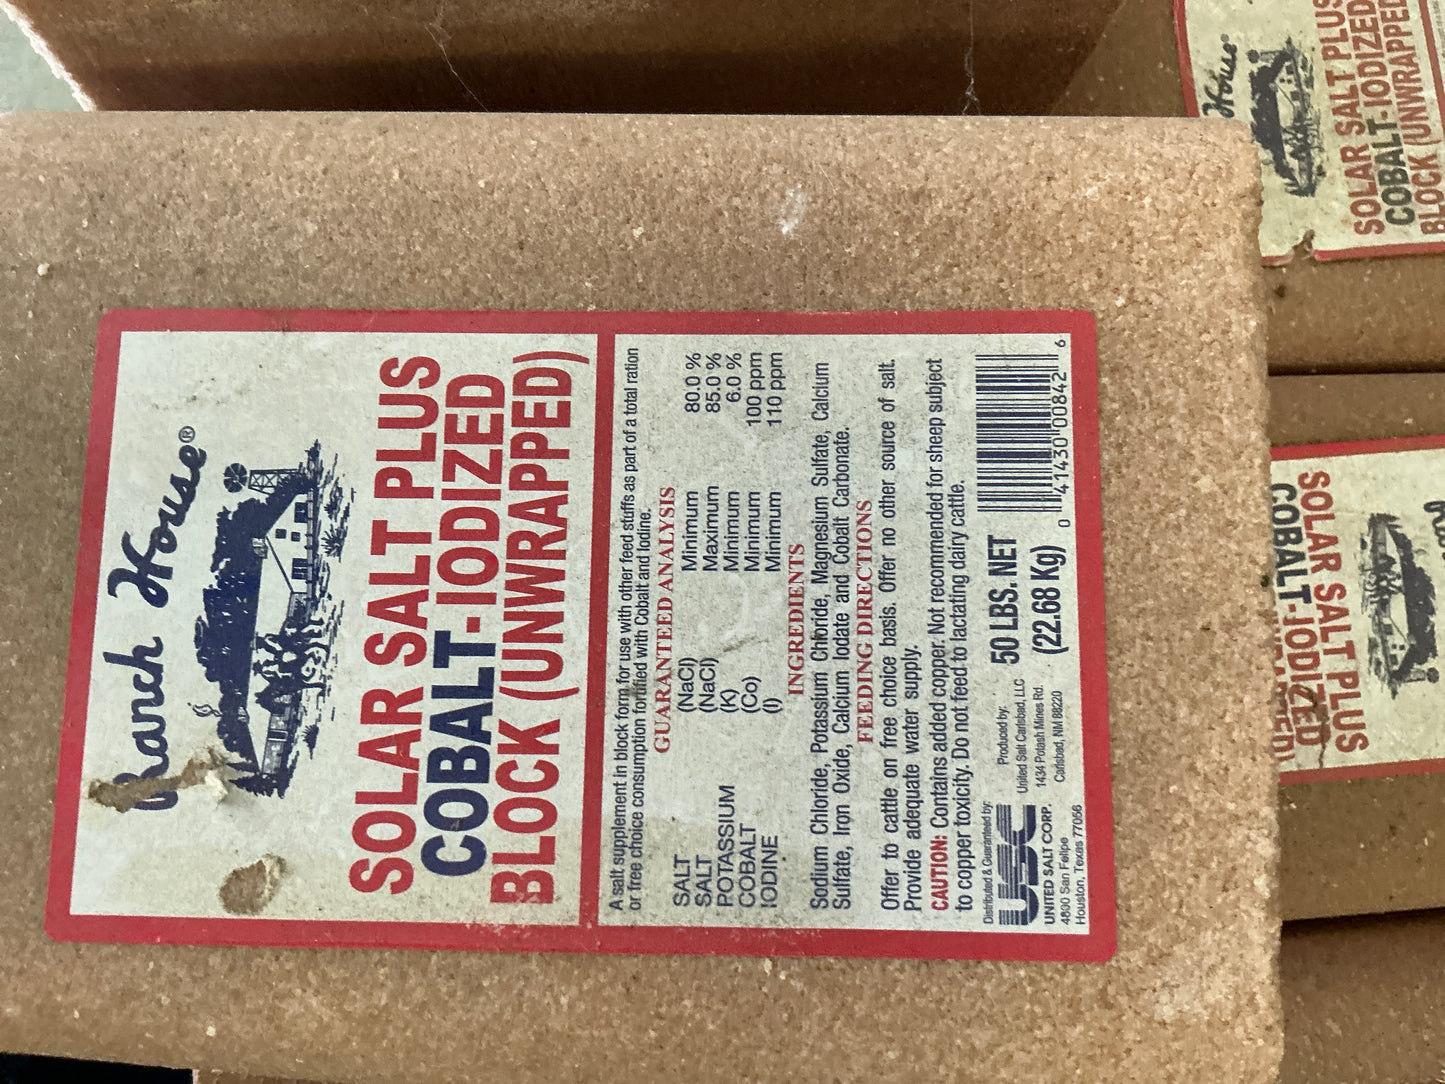 Ranch House®
SOLAR SALT PLUS
COBALT-IODIZED
BLOCK (UNWRAPPED)
A salt supplement in block form for use with other feed stuffs as part of a total ration
or free choice consumption fortified with Cobalt and Iodine.
GUARANTEED ANALYSIS
SALT (NaCl) Minimum 80.0 %
SALT (NaCl) Maximum 85.0 %
POTASSIUM (K) Minimum 6.0 %
COBALT (Co) Minimum 100 ppm
IODINE (I) Minimum 110 ppm
INGREDIENTS
Sodium Chloride, Potassium Chloride, Magnesium Sulfate, Calcium
Sulfate, Iron Oxide, Calcium Iodate and Cobalt Carbonate.
FEEDING DIRECTIONS
Offer to cattle on free choice basis. Offer no other source of salt.
Provide adequate water supply.
CAUTION: Contains added copper. Not recommended for sheep subject
to copper toxicity. Do not feed to lactating dairy cattle.
Distributed & Guaranteed by:
USC
UNITED SALT CORP.
4800 San Felipe
Houston, Texas 77056
Produced by:
United Salt Carlsbad, LLC
1434 Potash Mines Rd.
Carlsbad, NM 88220
50 LBS. NET
(22.68 Kg)
0 41430 00842 6
House®
SOLAR SALT PLUS
COBALT-IODIZED
BLOCK (UNWRAPPED
SOLAR SALT PLUS
COBALT-IODIZED